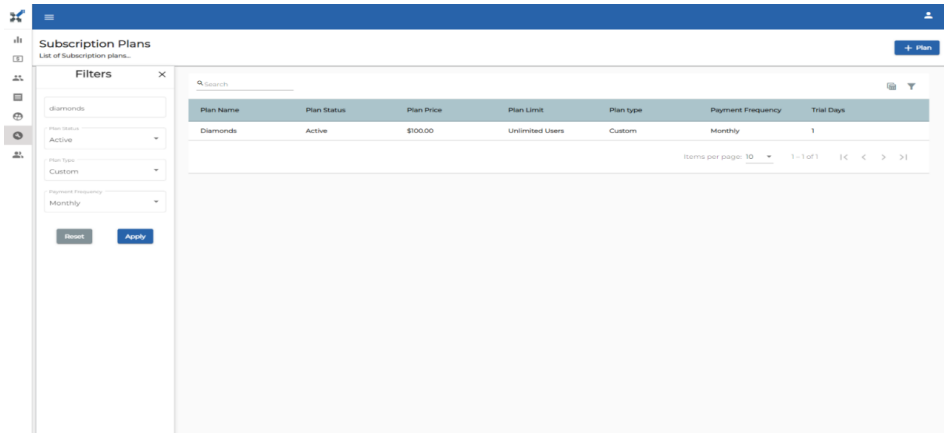 Subscription Plans
List of Subscription plans...
+ Plan
Filters
diamonds
Plan Status
Active
Plan Type
Custom
Payment Frequency
Monthly
Reset Apply
Search
Plan Name Plan Status Plan Price Plan Limit Plan type Payment Frequency Trial Days
Diamonds Active $100.00 Unlimited Users Custom Monthly 1
Items per page: 10 1 – 1 of 1